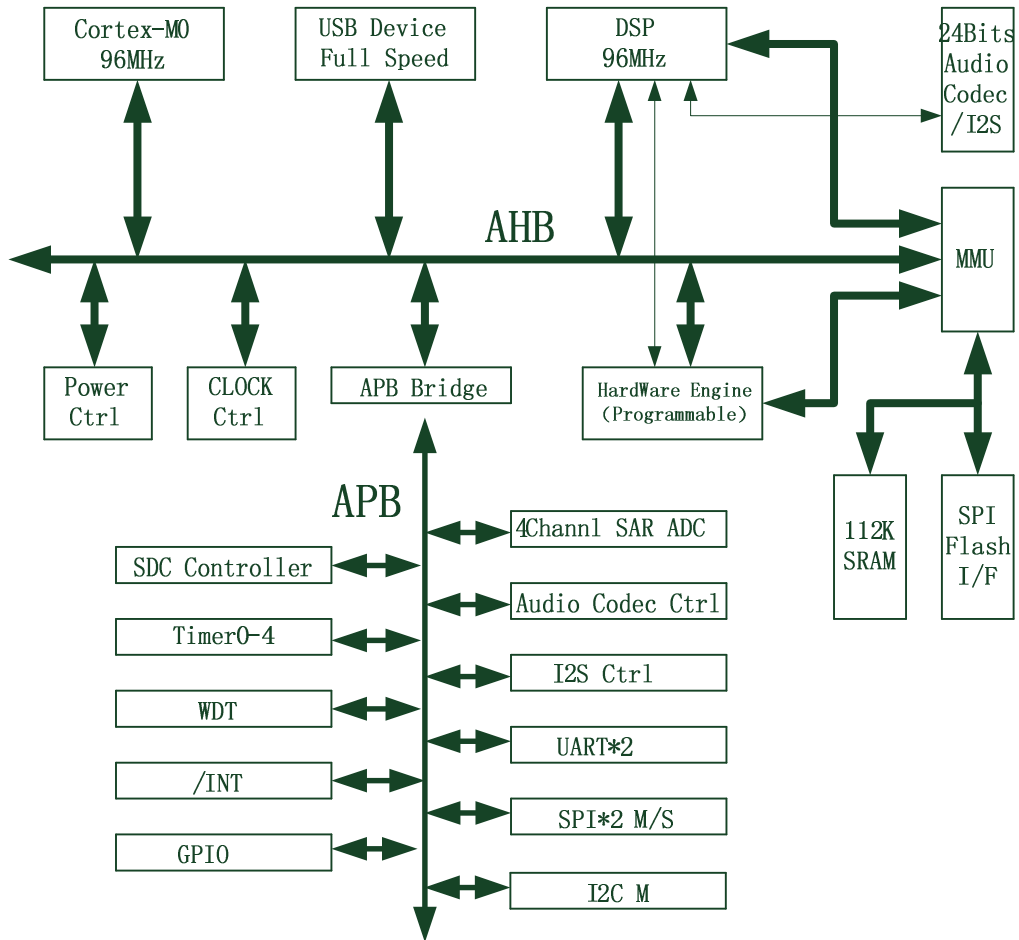 Cortex-M0
96MHz
USB Device
Full Speed
DSP
96MHz
24Bits
Audio
Codec
/I2S
AHB
MMU
Power
Ctrl
CLOCK
Ctrl
APB Bridge
HardWare Engine
(Programmable)
APB
112K
SRAM
SPI
Flash
I/F
4Channl SAR ADC
SDC Controller
Audio Codec Ctrl
Timer0-4
I2S Ctrl
WDT
UART*2
/INT
SPI*2 M/S
GPIO
I2C M